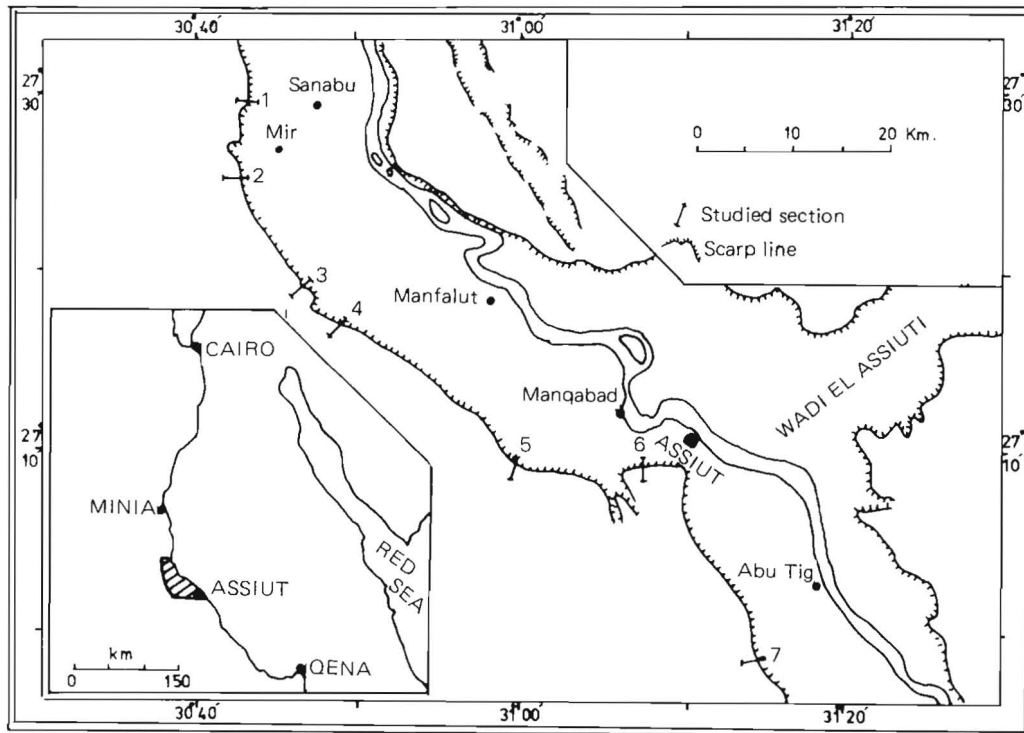 30°40'
31°00'
31°20'
27°
30'
27°
30'
Sanabu
1
Mir
2
0 10 20 Km.
Studied section
Scarp line
3
Manfalut
4
CAIRO
WADI EL ASSIUTI
Manqabad
27°
10'
27°
10'
5
6
ASSIUT
MINIA
RED
SEA
ASSIUT
Abu Tig
km
0 150
QENA
7
30°40'
31°00'
31°20'